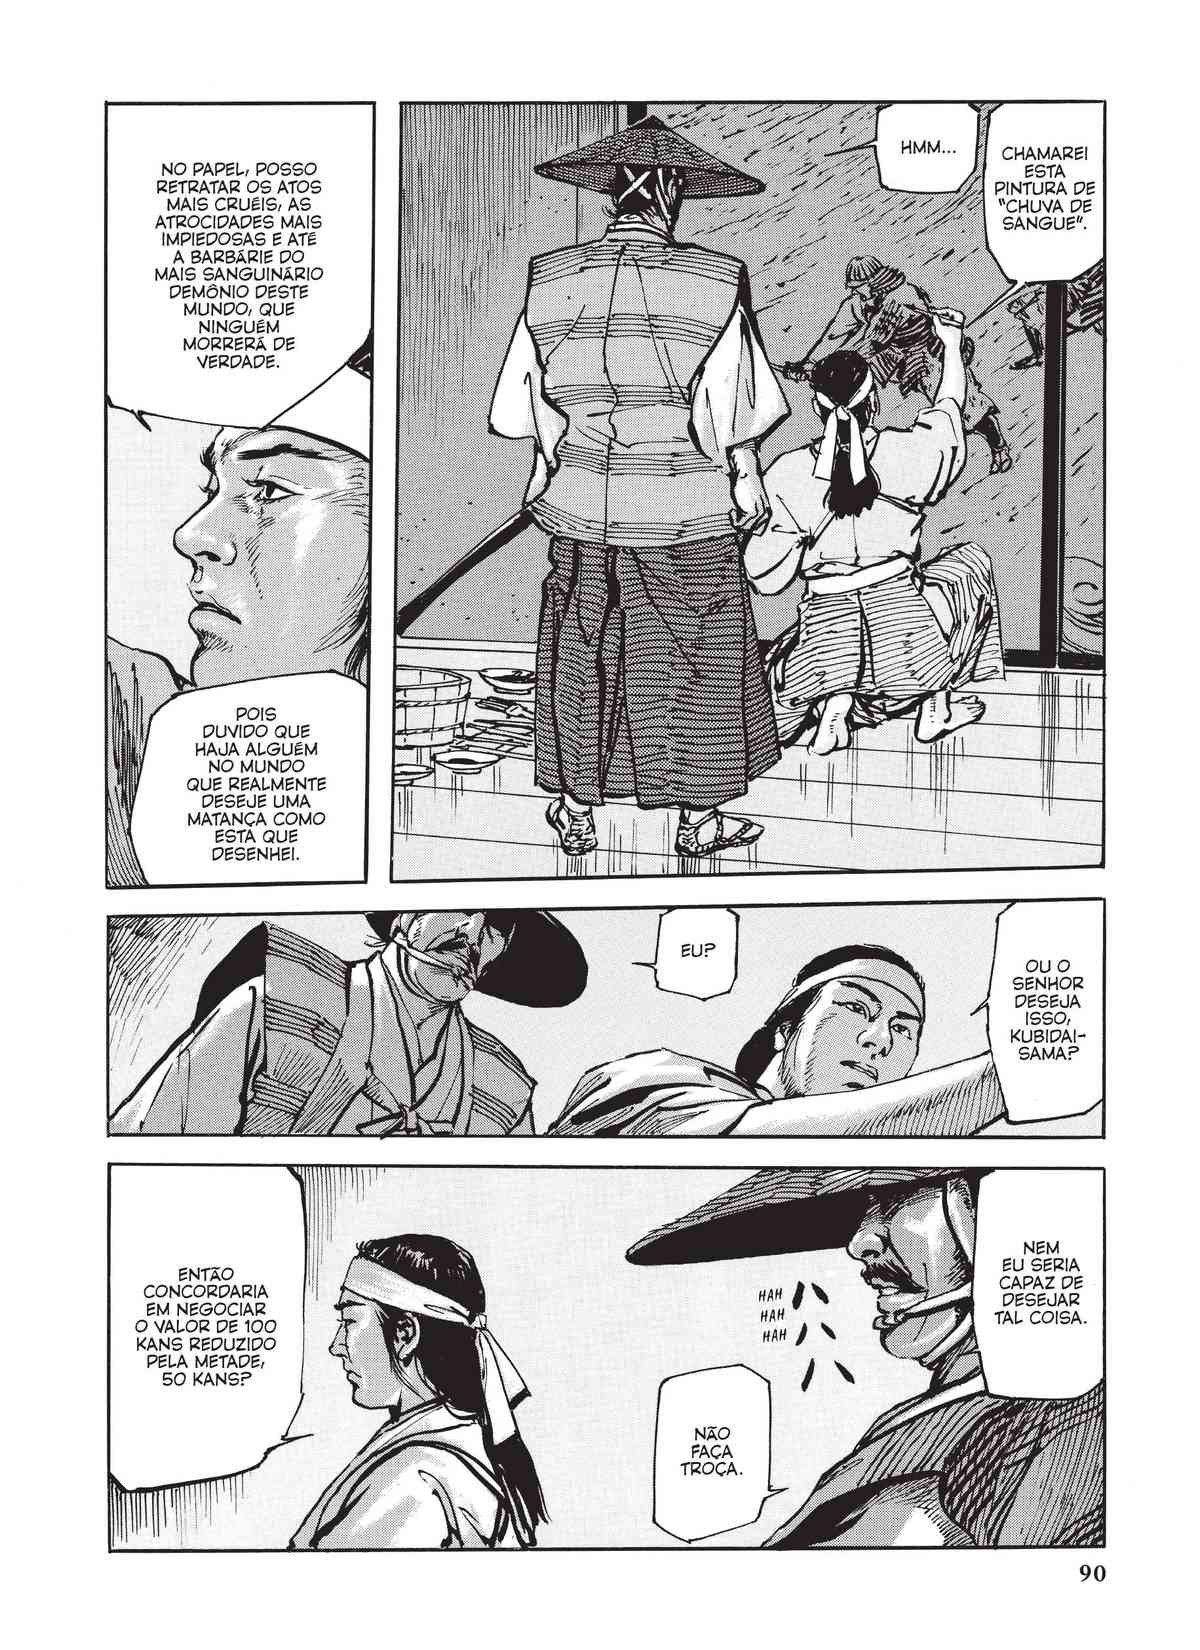 CHAMAREI
ESTA
PINTURA DE
"CHUVA DE
SANGUE".
HMM...
NO PAPEL, POSSO
RETRATAR OS ATOS
MAIS CRUÉIS, AS
ATROCIDADES MAIS
IMPIEDOSAS E ATÉ
A BARBÁRIE DO
MAIS SANGUINÁRIO
DEMÔNIO DESTE
MUNDO, QUE
NINGUÉM
MORRERÁ DE
VERDADE.
POIS
DUVIDO QUE
HAJA ALGUÉM
NO MUNDO
QUE REALMENTE
DESEJE UMA
MATANÇA COMO
ESTA QUE
DESENHEI.
OU O
SENHOR
DESEJA
ISSO,
KUBIDAI-
SAMA?
EU?
NEM
EU SERIA
CAPAZ DE
DESEJAR
TAL COISA.
HAH ハ
HAH ハ
HAH ハ
NÃO
FAÇA
TROÇA.
ENTÃO
CONCORDARIA
EM NEGOCIAR
O VALOR DE 100
KANS REDUZIDO
PELA METADE,
50 KANS?
90